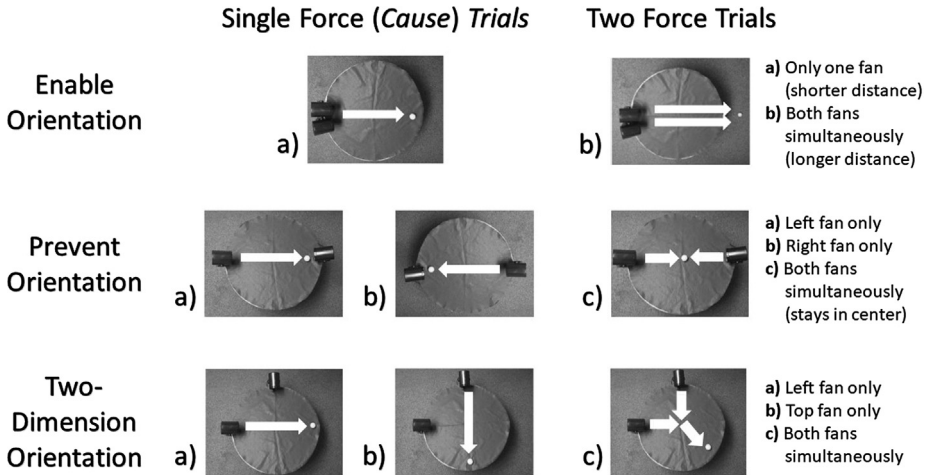 Single Force (Cause) Trials
Two Force Trials
Enable
Orientation
a)
b)
a) Only one fan
(shorter distance)
b) Both fans
simultaneously
(longer distance)
Prevent
Orientation
a)
b)
c)
a) Left fan only
b) Right fan only
c) Both fans
simultaneously
(stays in center)
Two-
Dimension
Orientation
a)
b)
c)
a) Left fan only
b) Top fan only
c) Both fans
simultaneously